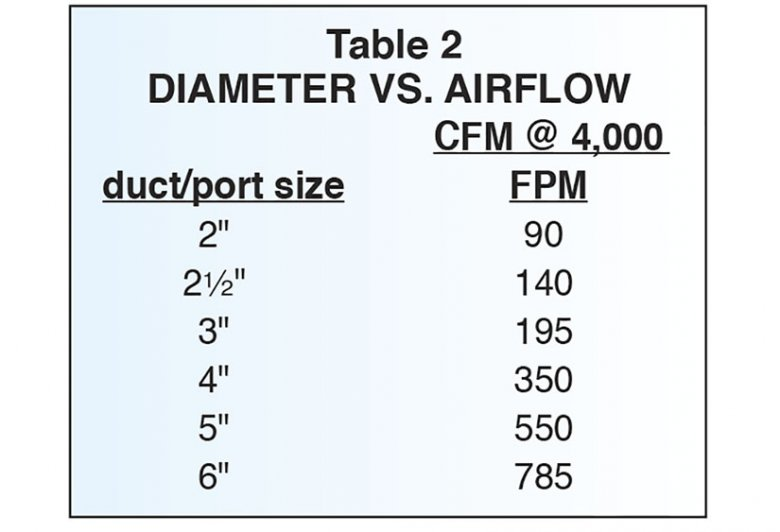 Table 2
DIAMETER VS. AIRFLOW
CFM @ 4,000
duct/port size FPM
2" 90
2½" 140
3" 195
4" 350
5" 550
6" 785